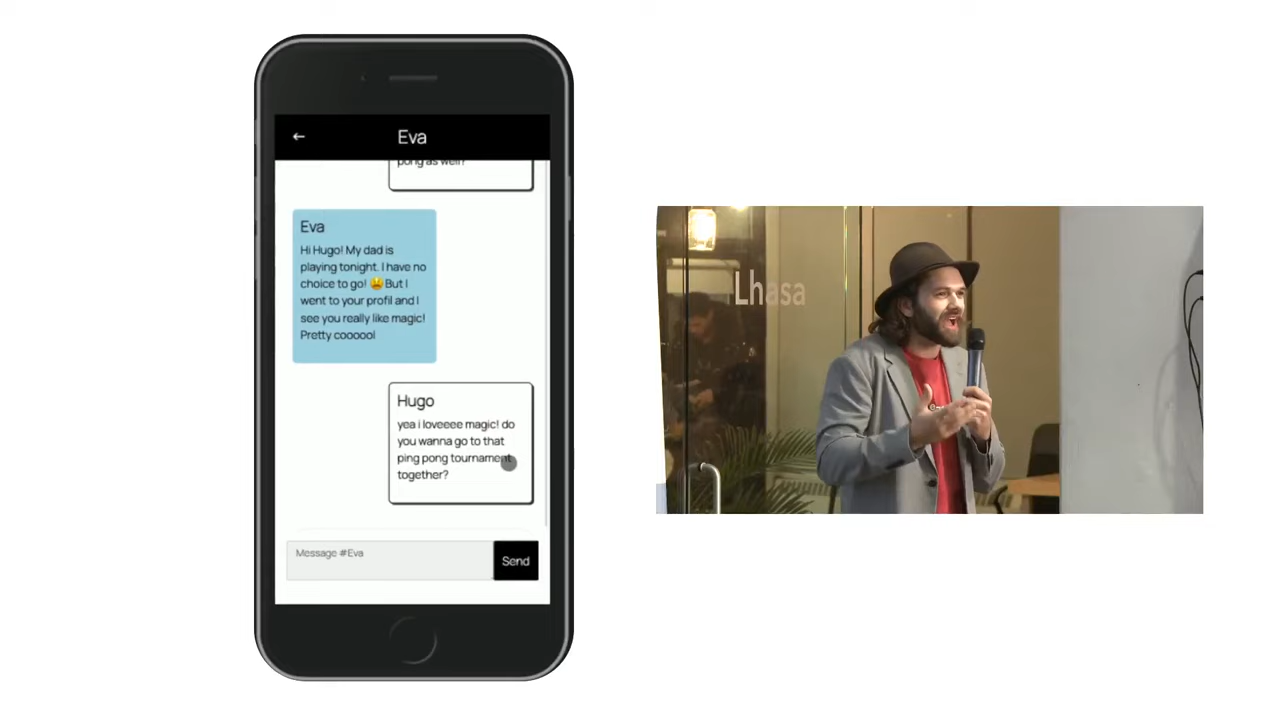 Eva
pong as well?
Eva
Hi Hugo! My dad is
playing tonight. I have no
choice to go! 😫 But I
went to your profil and I
see you really like magic!
Pretty cooooo!
Hugo
yea i loveeee magic! do
you wanna go to that
ping pong tournament
together?
Message #Eva
Send
Lhasa